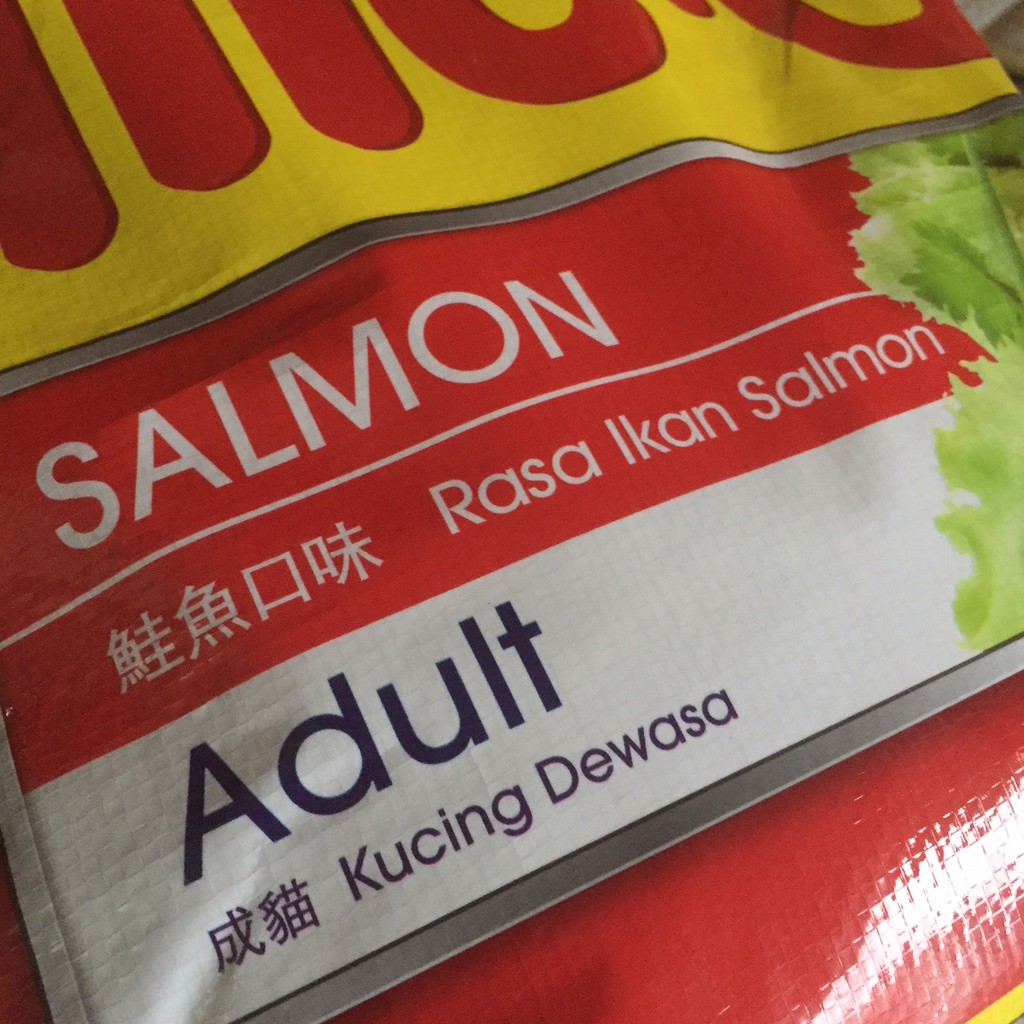 SALMON
鮭魚口味 Rasa Ikan Salmon
Adult
成貓 Kucing Dewasa